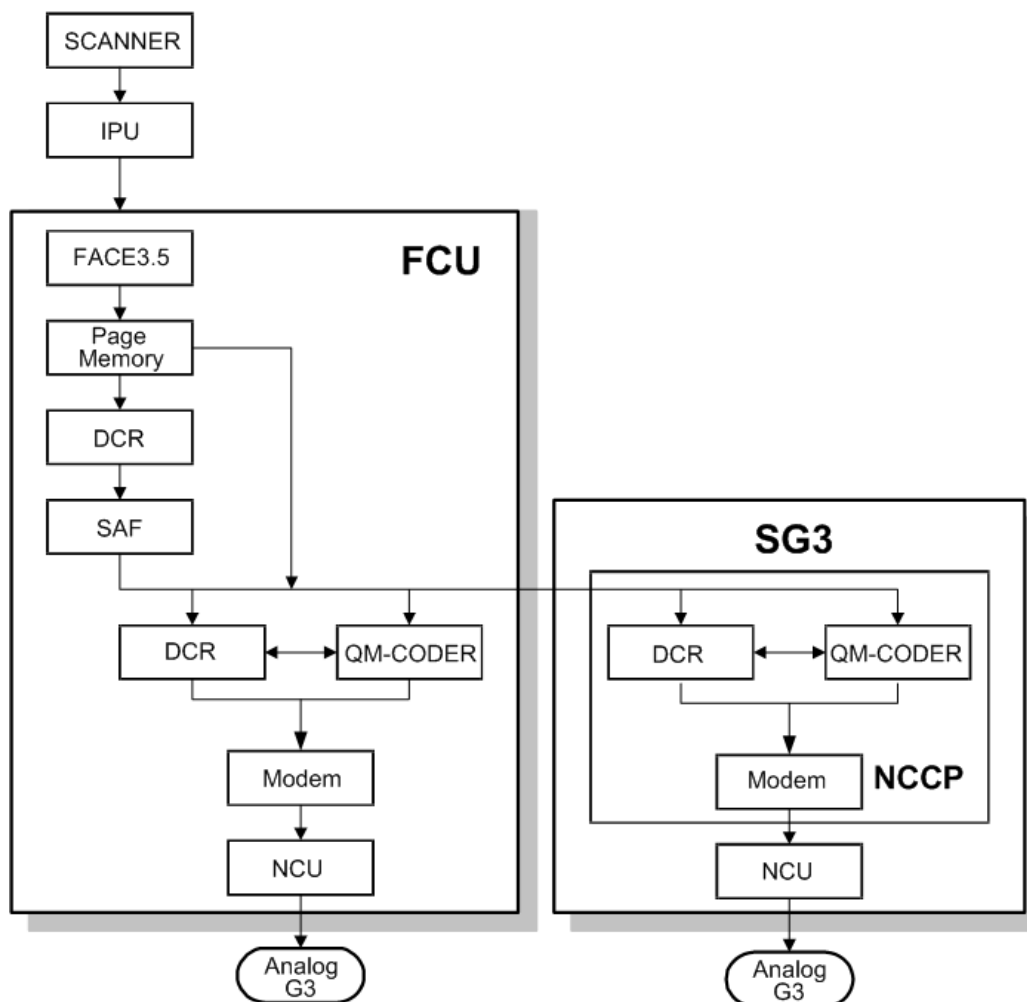 SCANNER
IPU
FCU
FACE3.5
Page
Memory
DCR
SAF
SG3
DCR
QM-CODER
DCR
QM-CODER
Modem
Modem
NCCP
NCU
NCU
Analog
G3
Analog
G3